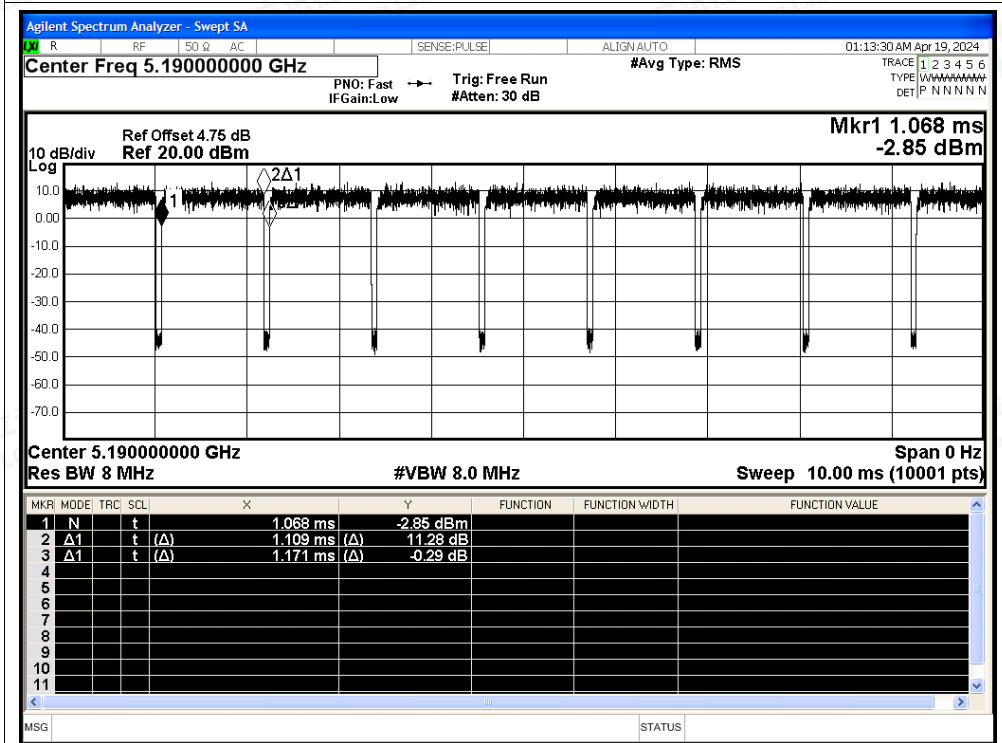 Agilent Spectrum Analyzer - Swept SA
LXI R RF 50 Ω AC SENSE:PULSE ALIGN AUTO 01:13:30 AM Apr 19, 2024
Center Freq 5.190000000 GHz #Avg Type: RMS TRACE 1 2 3 4 5 6
PNO: Fast Trig: Free Run TYPE
IFGain:Low #Atten: 30 dB DET P N N N N N
Mkr1 1.068 ms
Ref Offset 4.75 dB
10 dB/div Ref 20.00 dBm -2.85 dBm
Log
2Δ1
10.0
1
0.00
-10.0
-20.0
-30.0
-40.0
-50.0
-60.0
-70.0
Center 5.190000000 GHz Span 0 Hz
Res BW 8 MHz #VBW 8.0 MHz Sweep 10.00 ms (10001 pts)
MKR MODE TRC SCL X Y FUNCTION FUNCTION WIDTH FUNCTION VALUE
1 N t 1.068 ms -2.85 dBm
2 Δ1 t (Δ) 1.109 ms (Δ) 11.28 dB
3 Δ1 t (Δ) 1.171 ms (Δ) -0.29 dB
4
5
6
7
8
9
10
11
MSG STATUS